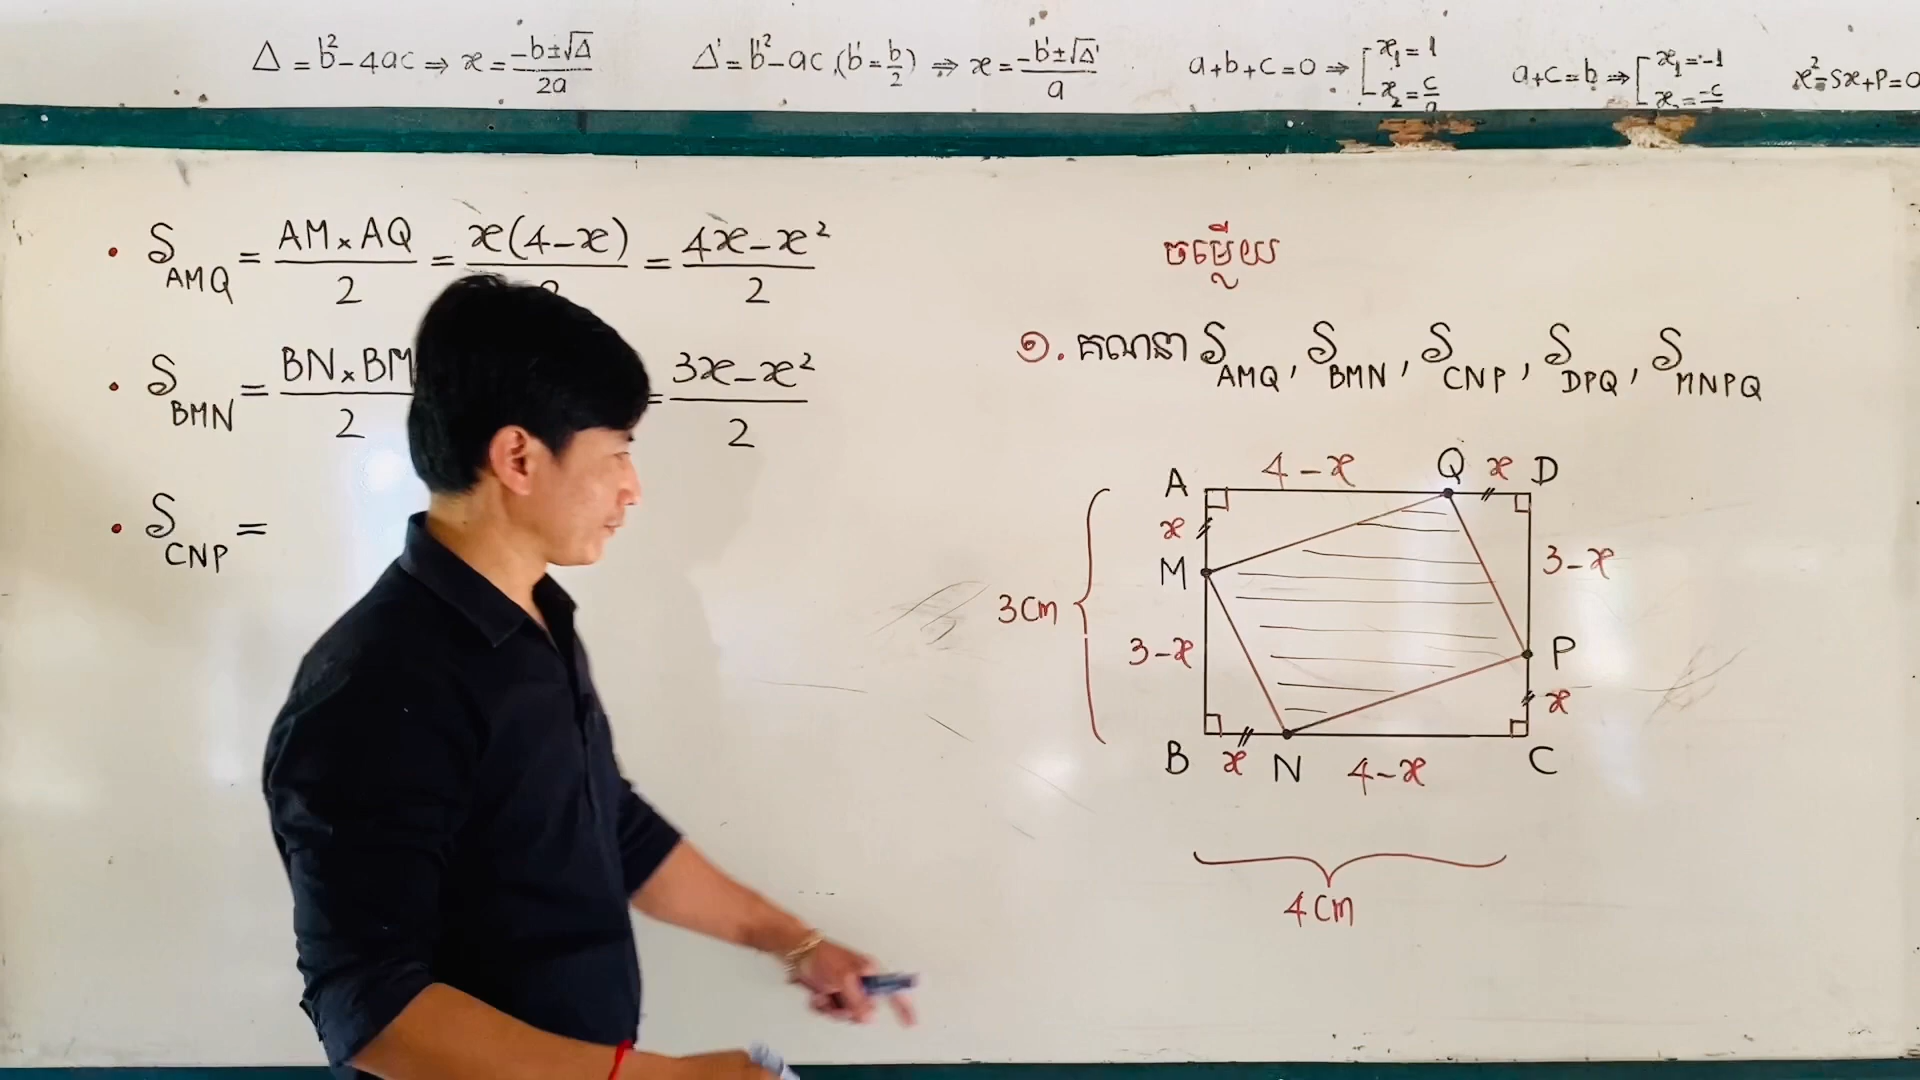 Δ = b² - 4ac ⇒ x = (-b±√Δ)/2a
Δ' = b'² - ac, (b' = b/2) ⇒ x = (-b'±√Δ')/a
a+b+c=0 ⇒ [x₁ = 1
x₂ = c/a
a+c=b ⇒ [x₁ = -1
x₂ = -c/
x² - Sx + P = 0
• S_AMQ = (AM × AQ)/2 = x(4-x)/2 = (4x - x²)/2
• S_BMN = (BN × BM)/2 = (3x - x²)/2
• S_CNP =
ចម្លើយ
១. គណនា S_AMQ, S_BMN, S_CNP, S_DPQ, S_MNPQ
A 4-x Q x D
x
M
3-x
3cm
3-x
P
x
B x N 4-x C
4cm